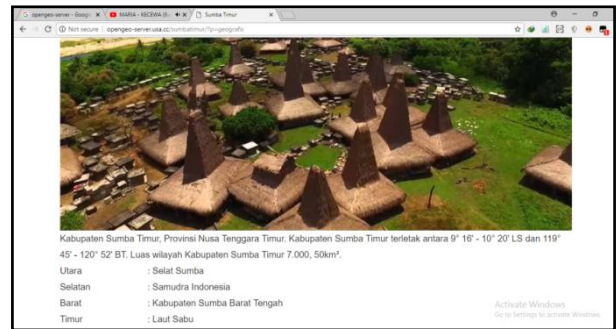 opengeo-server - Googl
MARIA - KECEWA (B
Sumba Timur
Not secure | opengeo-server.usa.cc/sumbatimur/?p=geografis
Kabupaten Sumba Timur, Provinsi Nusa Tenggara Timur. Kabupaten Sumba Timur terletak antara 9° 16' - 10° 20' LS dan 119°
45' - 120° 52' BT. Luas wilayah Kabupaten Sumba Timur 7.000, 50km².
Utara : Selat Sumba
Selatan : Samudra Indonesia
Barat : Kabupaten Sumba Barat Tengah
Timur : Laut Sabu
Activate Windows
Go to Settings to activate Windows.